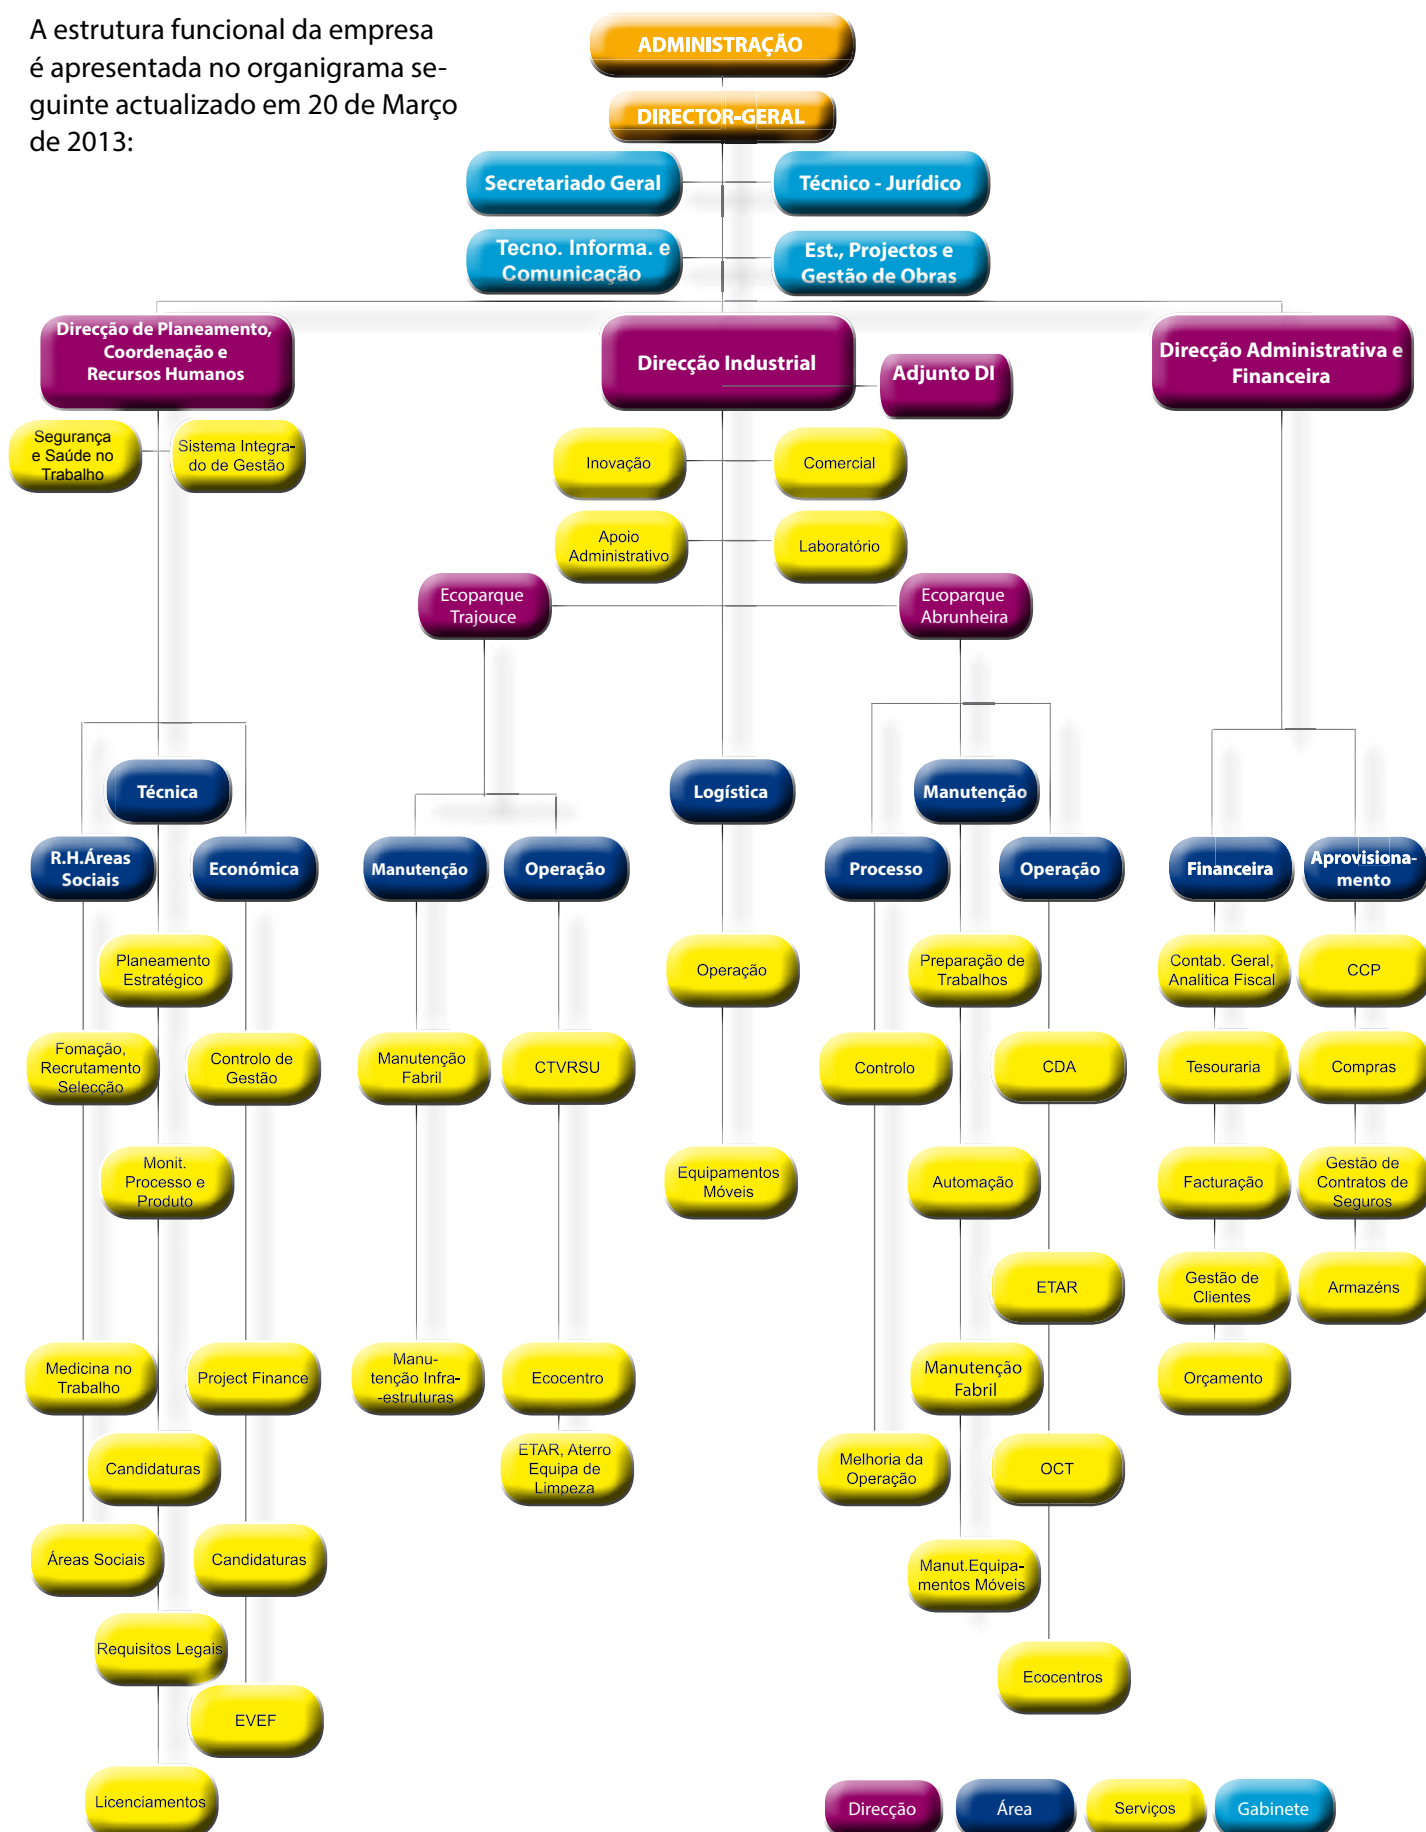 A estrutura funcional da empresa
é apresentada no organigrama se-
guinte actualizado em 20 de Março
de 2013:
ADMINISTRAÇÃO
DIRECTOR-GERAL
Secretariado Geral
Técnico - Jurídico
Tecno. Informa. e
Comunicação
Est., Projectos e
Gestão de Obras
Direcção de Planeamento,
Coordenação e
Recursos Humanos
Direcção Industrial
Adjunto DI
Direcção Administrativa e
Financeira
Segurança
e Saúde no
Trabalho
Sistema Integra-
do de Gestão
Inovação
Comercial
Apoio
Administrativo
Laboratório
Ecoparque
Trajouce
Ecoparque
Abrunheira
Técnica
Logística
Manutenção
R.H.Áreas
Sociais
Económica
Manutenção
Operação
Processo
Operação
Financeira
Aprovisiona-
mento
Planeamento
Estratégico
Operação
Preparação de
Trabalhos
Contab. Geral,
Analitica Fiscal
CCP
Fomação,
Recrutamento
Selecção
Controlo de
Gestão
Manutenção
Fabril
CTVRSU
Controlo
CDA
Tesouraria
Compras
Monit.
Processo e
Produto
Equipamentos
Móveis
Automação
Facturação
Gestão de
Contratos de
Seguros
ETAR
Gestão de
Clientes
Armazéns
Medicina no
Trabalho
Project Finance
Manu-
tenção Infra-
-estruturas
Ecocentro
Manutenção
Fabril
Orçamento
Candidaturas
ETAR, Aterro
Equipa de
Limpeza
Melhoria da
Operação
OCT
Áreas Sociais
Candidaturas
Manut.Equipa-
mentos Móveis
Requisitos Legais
Ecocentros
EVEF
Licenciamentos
Direcção
Área
Serviços
Gabinete